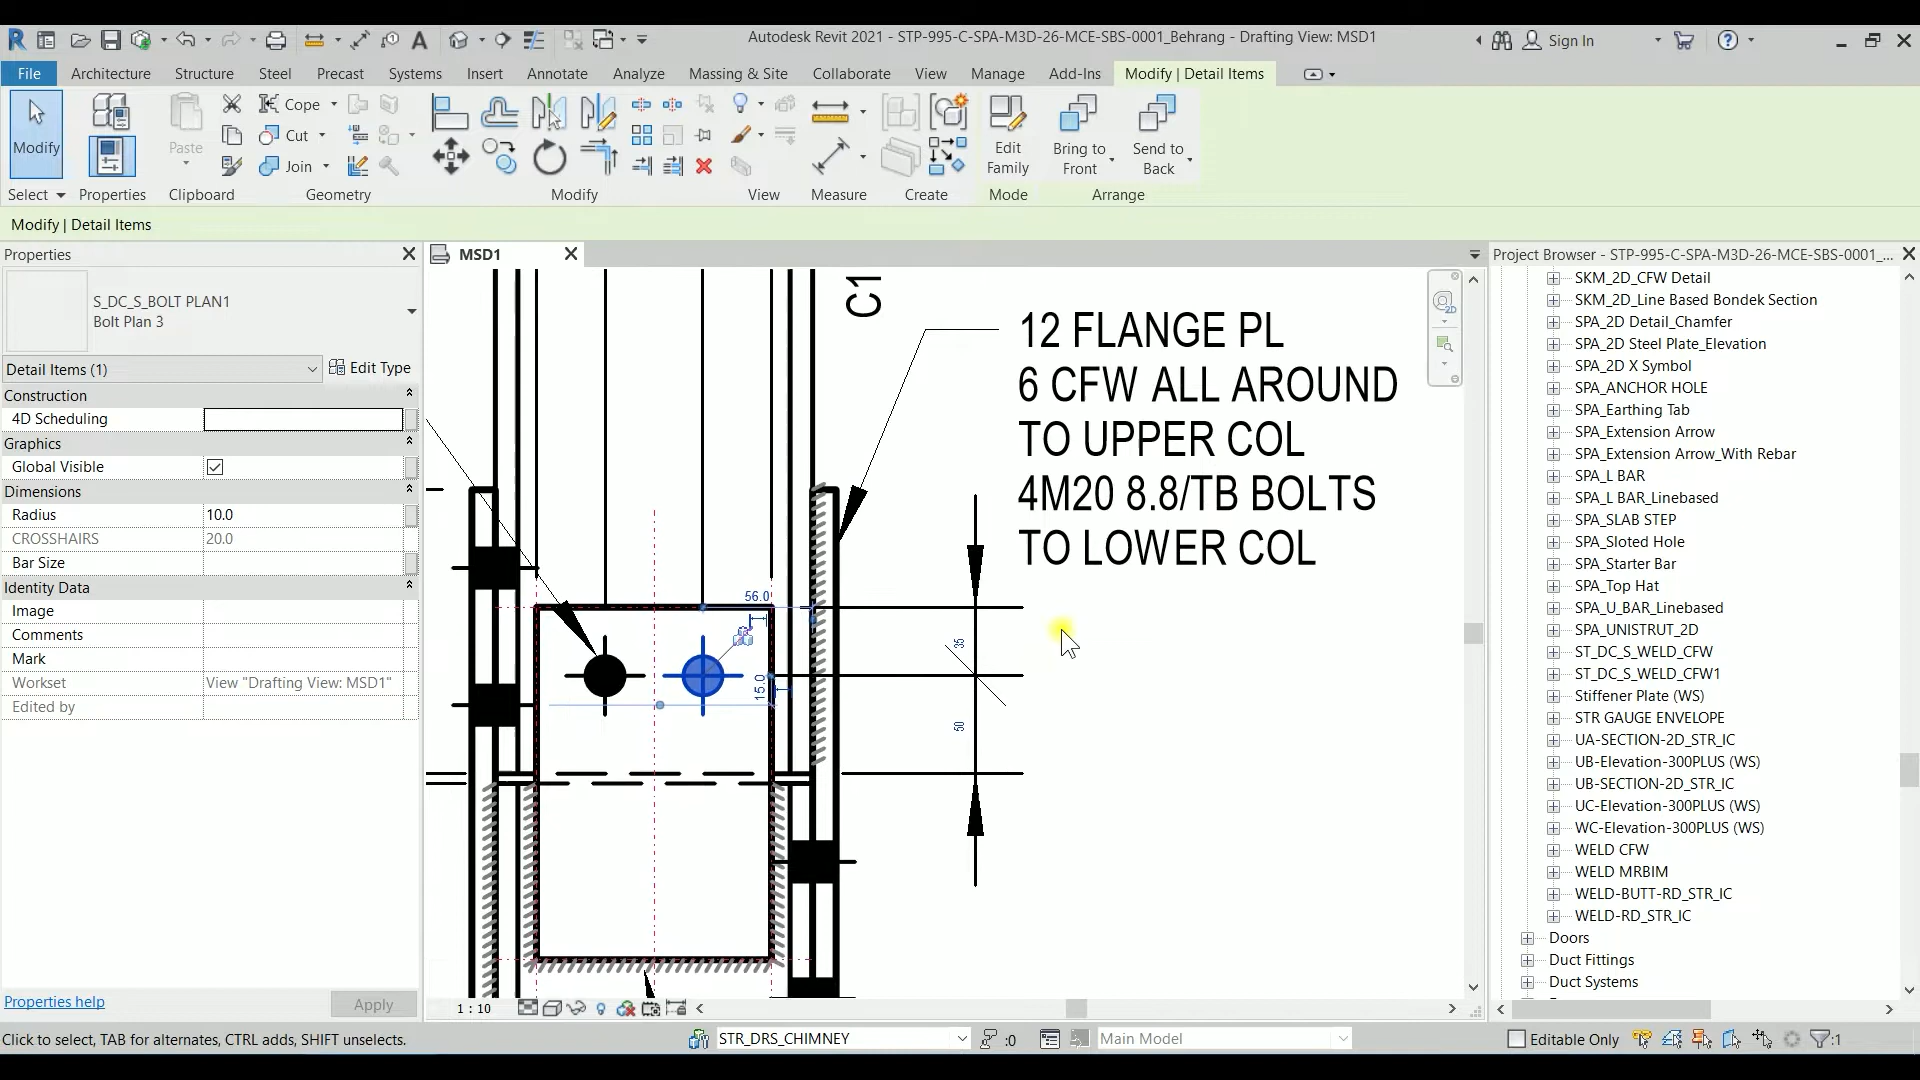 Autodesk Revit 2021 - STP-995-C-SPA-M3D-26-MCE-SBS-0001_Behrang - Drafting View: MSD1
Sign In
File Architecture Structure Steel Precast Systems Insert Annotate Analyze Massing & Site Collaborate View Manage Add-Ins Modify | Detail Items
Modify
Paste
Cope
Cut
Join
Edit Family
Bring to Front
Send to Back
Select Properties Clipboard Geometry Modify View Measure Create Mode Arrange
Modify | Detail Items
Properties
S_DC_S_BOLT PLAN1
Bolt Plan 3
Detail Items (1)
Edit Type
Construction
4D Scheduling
Graphics
Global Visible
Dimensions
Radius 10.0
CROSSHAIRS 20.0
Bar Size
Identity Data
Image
Comments
Mark
Workset View "Drafting View: MSD1"
Edited by
Properties help
Apply
MSD1
C1
12 FLANGE PL
6 CFW ALL AROUND
TO UPPER COL
4M20 8.8/TB BOLTS
TO LOWER COL
56.0
15.0
35
50
1 : 10
Project Browser - STP-995-C-SPA-M3D-26-MCE-SBS-0001_...
SKM_2D_CFW Detail
SKM_2D_Line Based Bondek Section
SPA_2D Detail_Chamfer
SPA_2D Steel Plate_Elevation
SPA_2D X Symbol
SPA_ANCHOR HOLE
SPA_Earthing Tab
SPA_Extension Arrow
SPA_Extension Arrow_With Rebar
SPA_L BAR
SPA_L BAR_Linebased
SPA_SLAB STEP
SPA_Sloted Hole
SPA_Starter Bar
SPA_Top Hat
SPA_U_BAR_Linebased
SPA_UNISTRUT_2D
ST_DC_S_WELD_CFW
ST_DC_S_WELD_CFW1
Stiffener Plate (WS)
STR GAUGE ENVELOPE
UA-SECTION-2D_STR_IC
UB-Elevation-300PLUS (WS)
UB-SECTION-2D_STR_IC
UC-Elevation-300PLUS (WS)
WC-Elevation-300PLUS (WS)
WELD CFW
WELD MRBIM
WELD-BUTT-RD_STR_IC
WELD-RD_STR_IC
Doors
Duct Fittings
Duct Systems
Click to select, TAB for alternates, CTRL adds, SHIFT unselects.
STR_DRS_CHIMNEY
:0
Main Model
Editable Only
:1